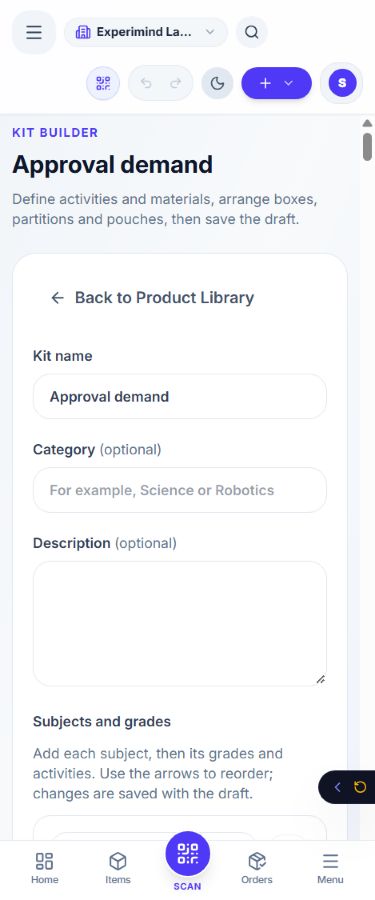 Experimind La...
S
KIT BUILDER
Approval demand
Define activities and materials, arrange boxes,
partitions and pouches, then save the draft.
Back to Product Library
Kit name
Approval demand
Category (optional)
For example, Science or Robotics
Description (optional)
Subjects and grades
Add each subject, then its grades and
activities. Use the arrows to reorder;
changes are saved with the draft.
Home
Items
SCAN
Orders
Menu